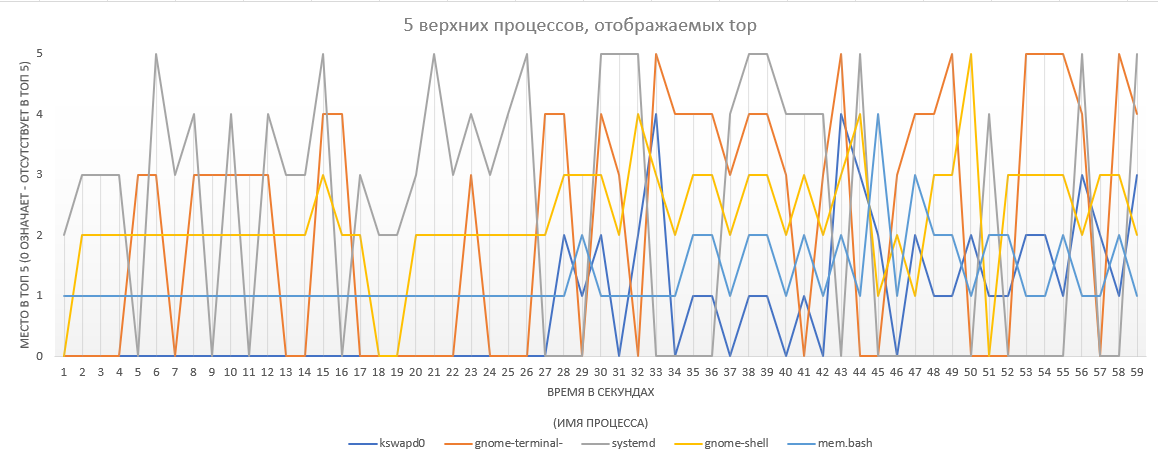 5 верхних процессов, отображаемых top
МЕСТО В ТОП 5 (0 ОЗНАЧАЕТ - ОТСУТСТВУЕТ В ТОП 5)
5
4
3
2
1
0
1 2 3 4 5 6 7 8 9 10 11 12 13 14 15 16 17 18 19 20 21 22 23 24 25 26 27 28 29 30 31 32 33 34 35 36 37 38 39 40 41 42 43 44 45 46 47 48 49 50 51 52 53 54 55 56 57 58 59
ВРЕМЯ В СЕКУНДАХ
(ИМЯ ПРОЦЕССА)
kswapd0 gnome-terminal- systemd gnome-shell mem.bash